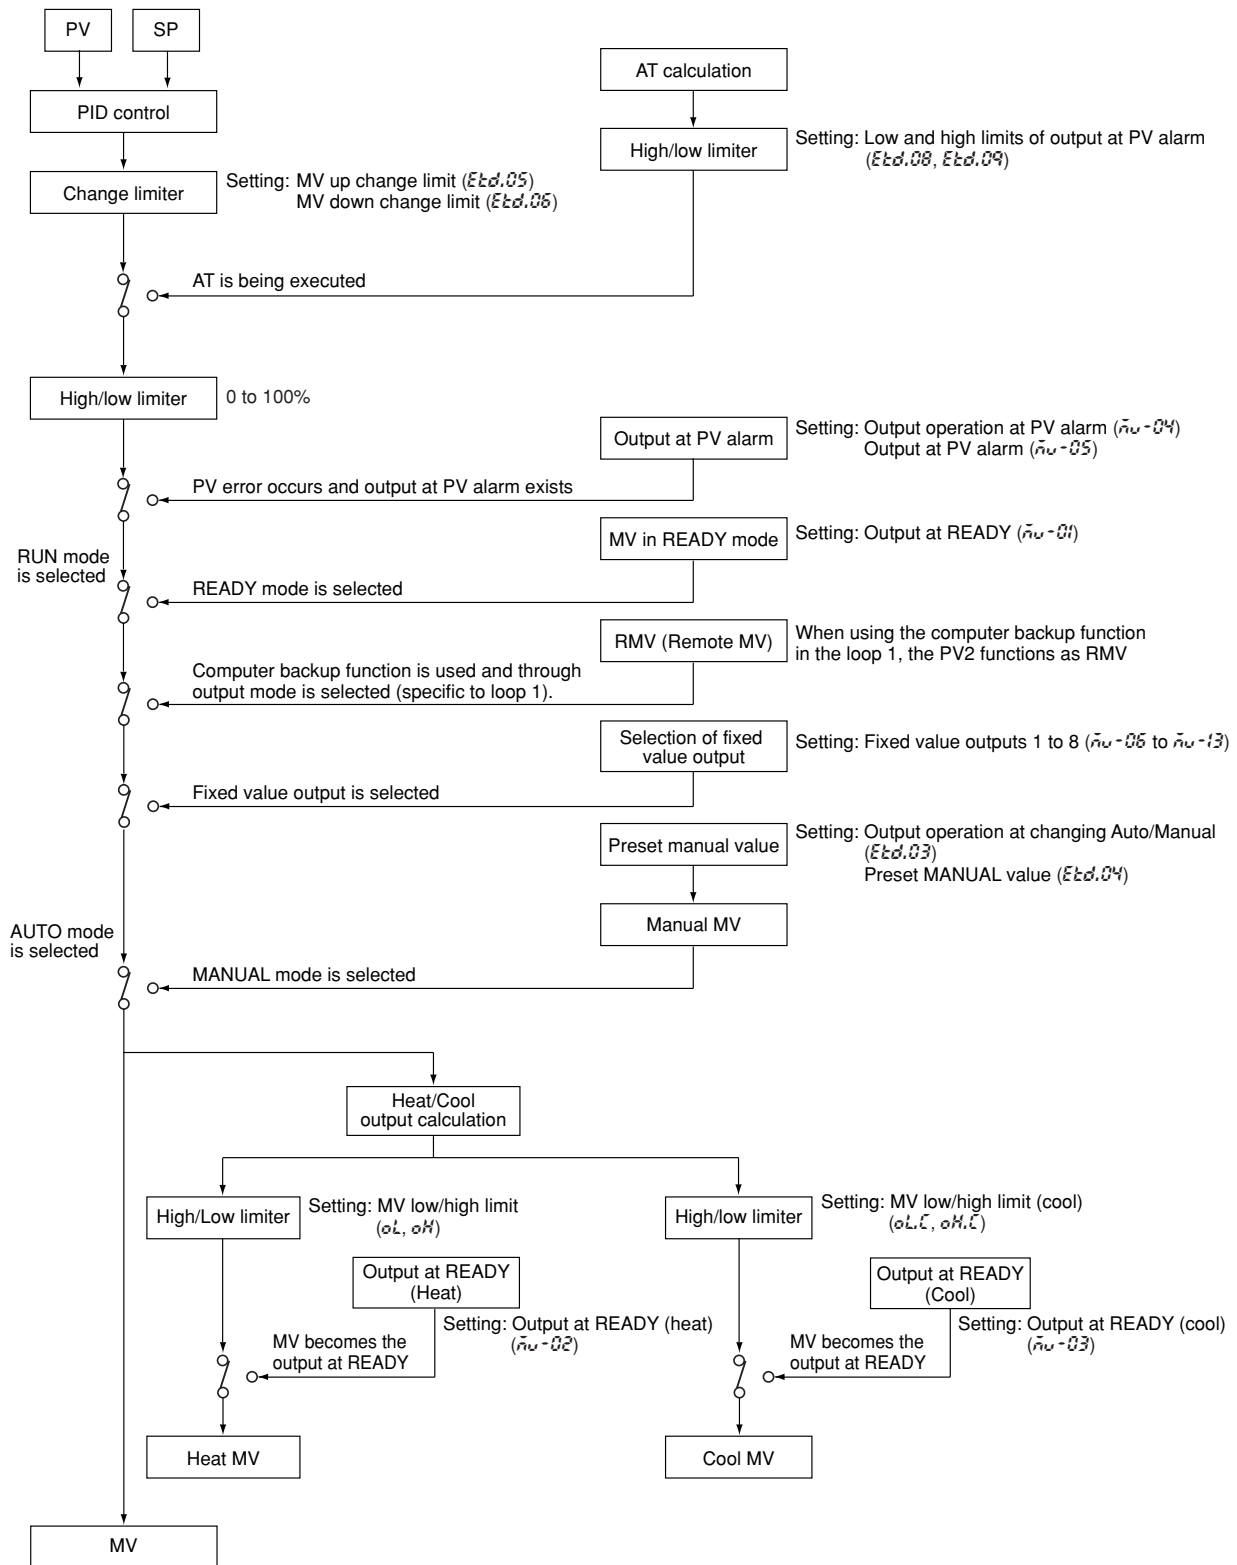 PV
SP
PID control
Change limiter
Setting: MV up change limit (Etd.05)
MV down change limit (Etd.06)
AT calculation
High/low limiter
Setting: Low and high limits of output at PV alarm
(Etd.08, Etd.09)
AT is being executed
High/low limiter
0 to 100%
Output at PV alarm
Setting: Output operation at PV alarm (mv-04)
Output at PV alarm (mv-05)
PV error occurs and output at PV alarm exists
RUN mode
is selected
MV in READY mode
Setting: Output at READY (mv-01)
READY mode is selected
RMV (Remote MV)
When using the computer backup function
in the loop 1, the PV2 functions as RMV
Computer backup function is used and through
output mode is selected (specific to loop 1).
Selection of fixed
value output
Setting: Fixed value outputs 1 to 8 (mv-06 to mv-13)
Fixed value output is selected
Preset manual value
Setting: Output operation at changing Auto/Manual
(Etd.03)
Preset MANUAL value (Etd.04)
Manual MV
AUTO mode
is selected
MANUAL mode is selected
Heat/Cool
output calculation
High/Low limiter
Setting: MV low/high limit
(oL, oH)
Output at READY
(Heat)
Setting: Output at READY (heat)
(mv-02)
MV becomes the
output at READY
Heat MV
High/low limiter
Setting: MV low/high limit (cool)
(oL.C, oH.C)
Output at READY
(Cool)
Setting: Output at READY (cool)
(mv-03)
MV becomes the
output at READY
Cool MV
MV